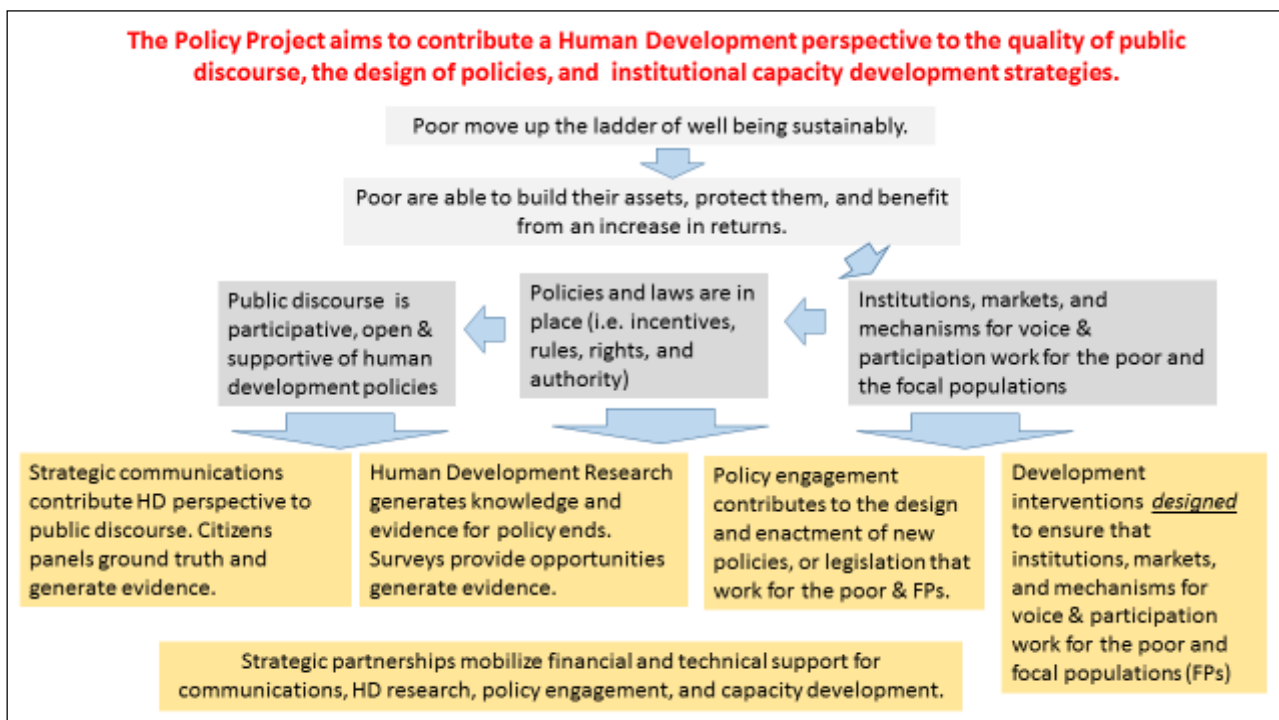 The Policy Project aims to contribute a Human Development perspective to the quality of public
discourse, the design of policies, and institutional capacity development strategies.
Poor move up the ladder of well being sustainably.
Poor are able to build their assets, protect them, and benefit
from an increase in returns.
Public discourse is
participative, open &
supportive of human
development policies
Policies and laws are in
place (i.e. incentives,
rules, rights, and
authority)
Institutions, markets, and
mechanisms for voice &
participation work for the poor and
the focal populations
Strategic communications
contribute HD perspective to
public discourse. Citizens
panels ground truth and
generate evidence.
Human Development Research
generates knowledge and
evidence for policy ends.
Surveys provide opportunities
generate evidence.
Policy engagement
contributes to the design
and enactment of new
policies, or legislation that
work for the poor & FPs.
Development
interventions designed
to ensure that
institutions, markets,
and mechanisms for
voice & participation
work for the poor and
focal populations (FPs)
Strategic partnerships mobilize financial and technical support for
communications, HD research, policy engagement, and capacity development.